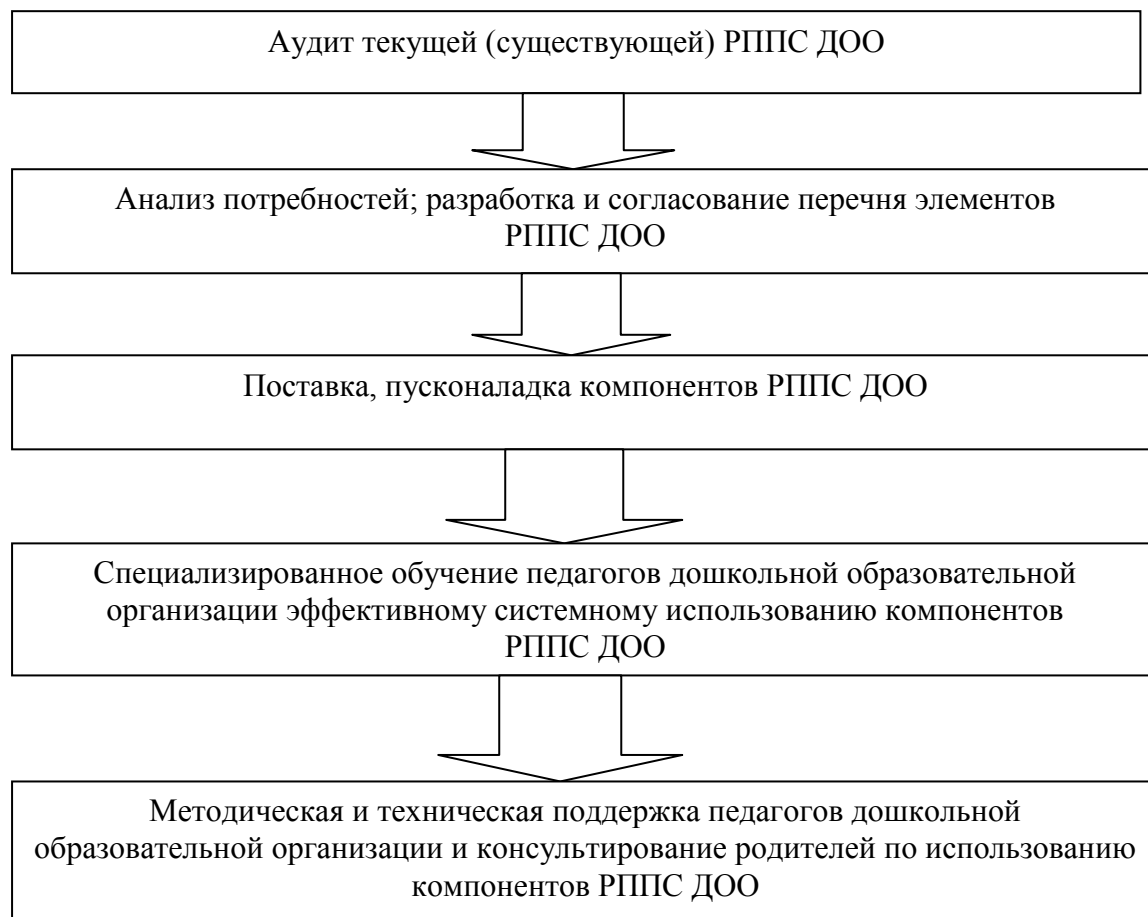 Аудит текущей (существующей) РППС ДОО
Анализ потребностей; разработка и согласование перечня элементов
РППС ДОО
Поставка, пусконаладка компонентов РППС ДОО
Специализированное обучение педагогов дошкольной образовательной
организации эффективному системному использованию компонентов
РППС ДОО
Методическая и техническая поддержка педагогов дошкольной
образовательной организации и консультирование родителей по использованию
компонентов РППС ДОО